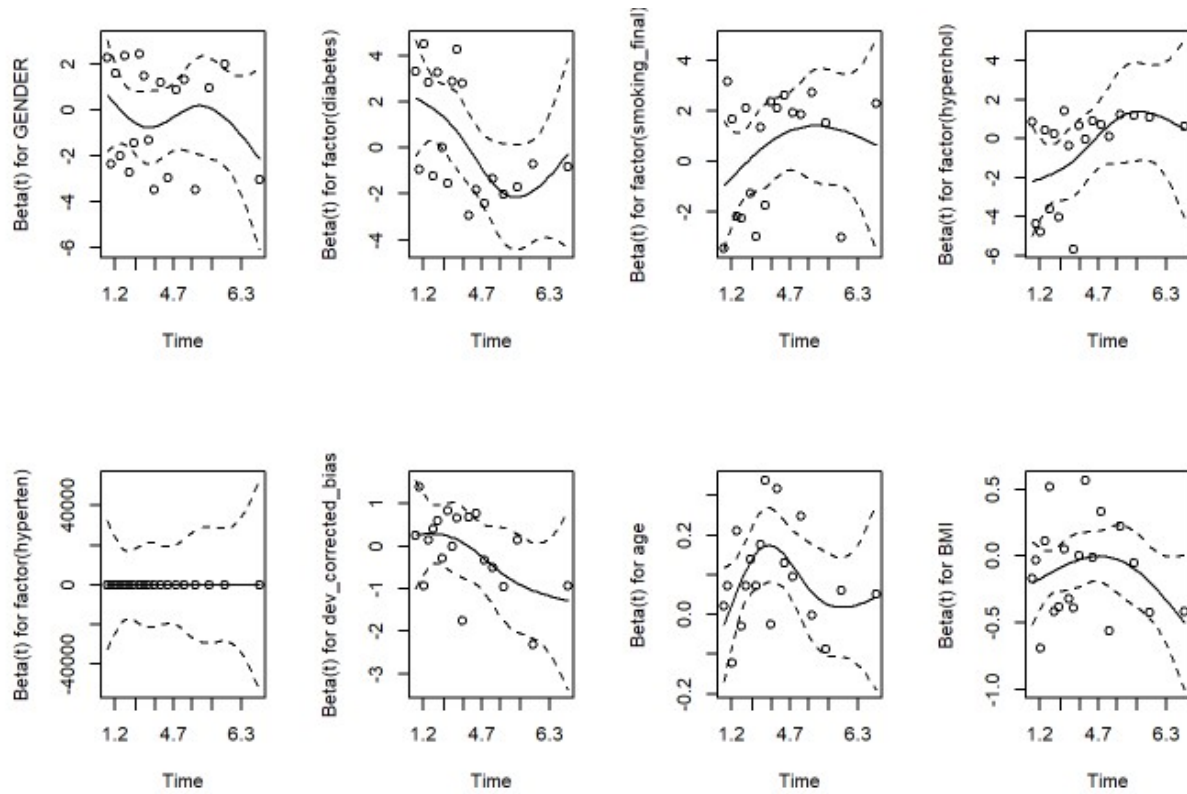 Beta(t) for GENDER
2
0
-2
-4
-6
1.2 4.7 6.3
Time
Beta(t) for factor(diabetes)
4
2
0
-2
-4
1.2 4.7 6.3
Time
Beta(t) for factor(smoking_final)
4
2
0
-2
1.2 4.7 6.3
Time
Beta(t) for factor(hyperchol)
4
2
0
-2
-4
-6
1.2 4.7 6.3
Time
Beta(t) for factor(hyperten)
40000
0
-40000
1.2 4.7 6.3
Time
Beta(t) for dev_corrected_bias
1
0
-1
-2
-3
1.2 4.7 6.3
Time
Beta(t) for age
0.2
0.0
-0.2
1.2 4.7 6.3
Time
Beta(t) for BMI
0.5
0.0
-0.5
-1.0
1.2 4.7 6.3
Time